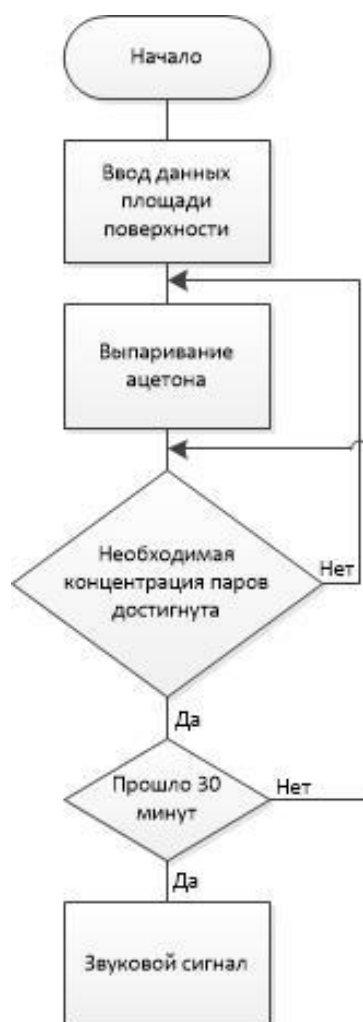 Начало
Ввод данных
площади
поверхности
Выпаривание
ацетона
Необходимая
концентрация паров
достигнута
Нет
Да
Прошло 30
минут
Нет
Да
Звуковой сигнал